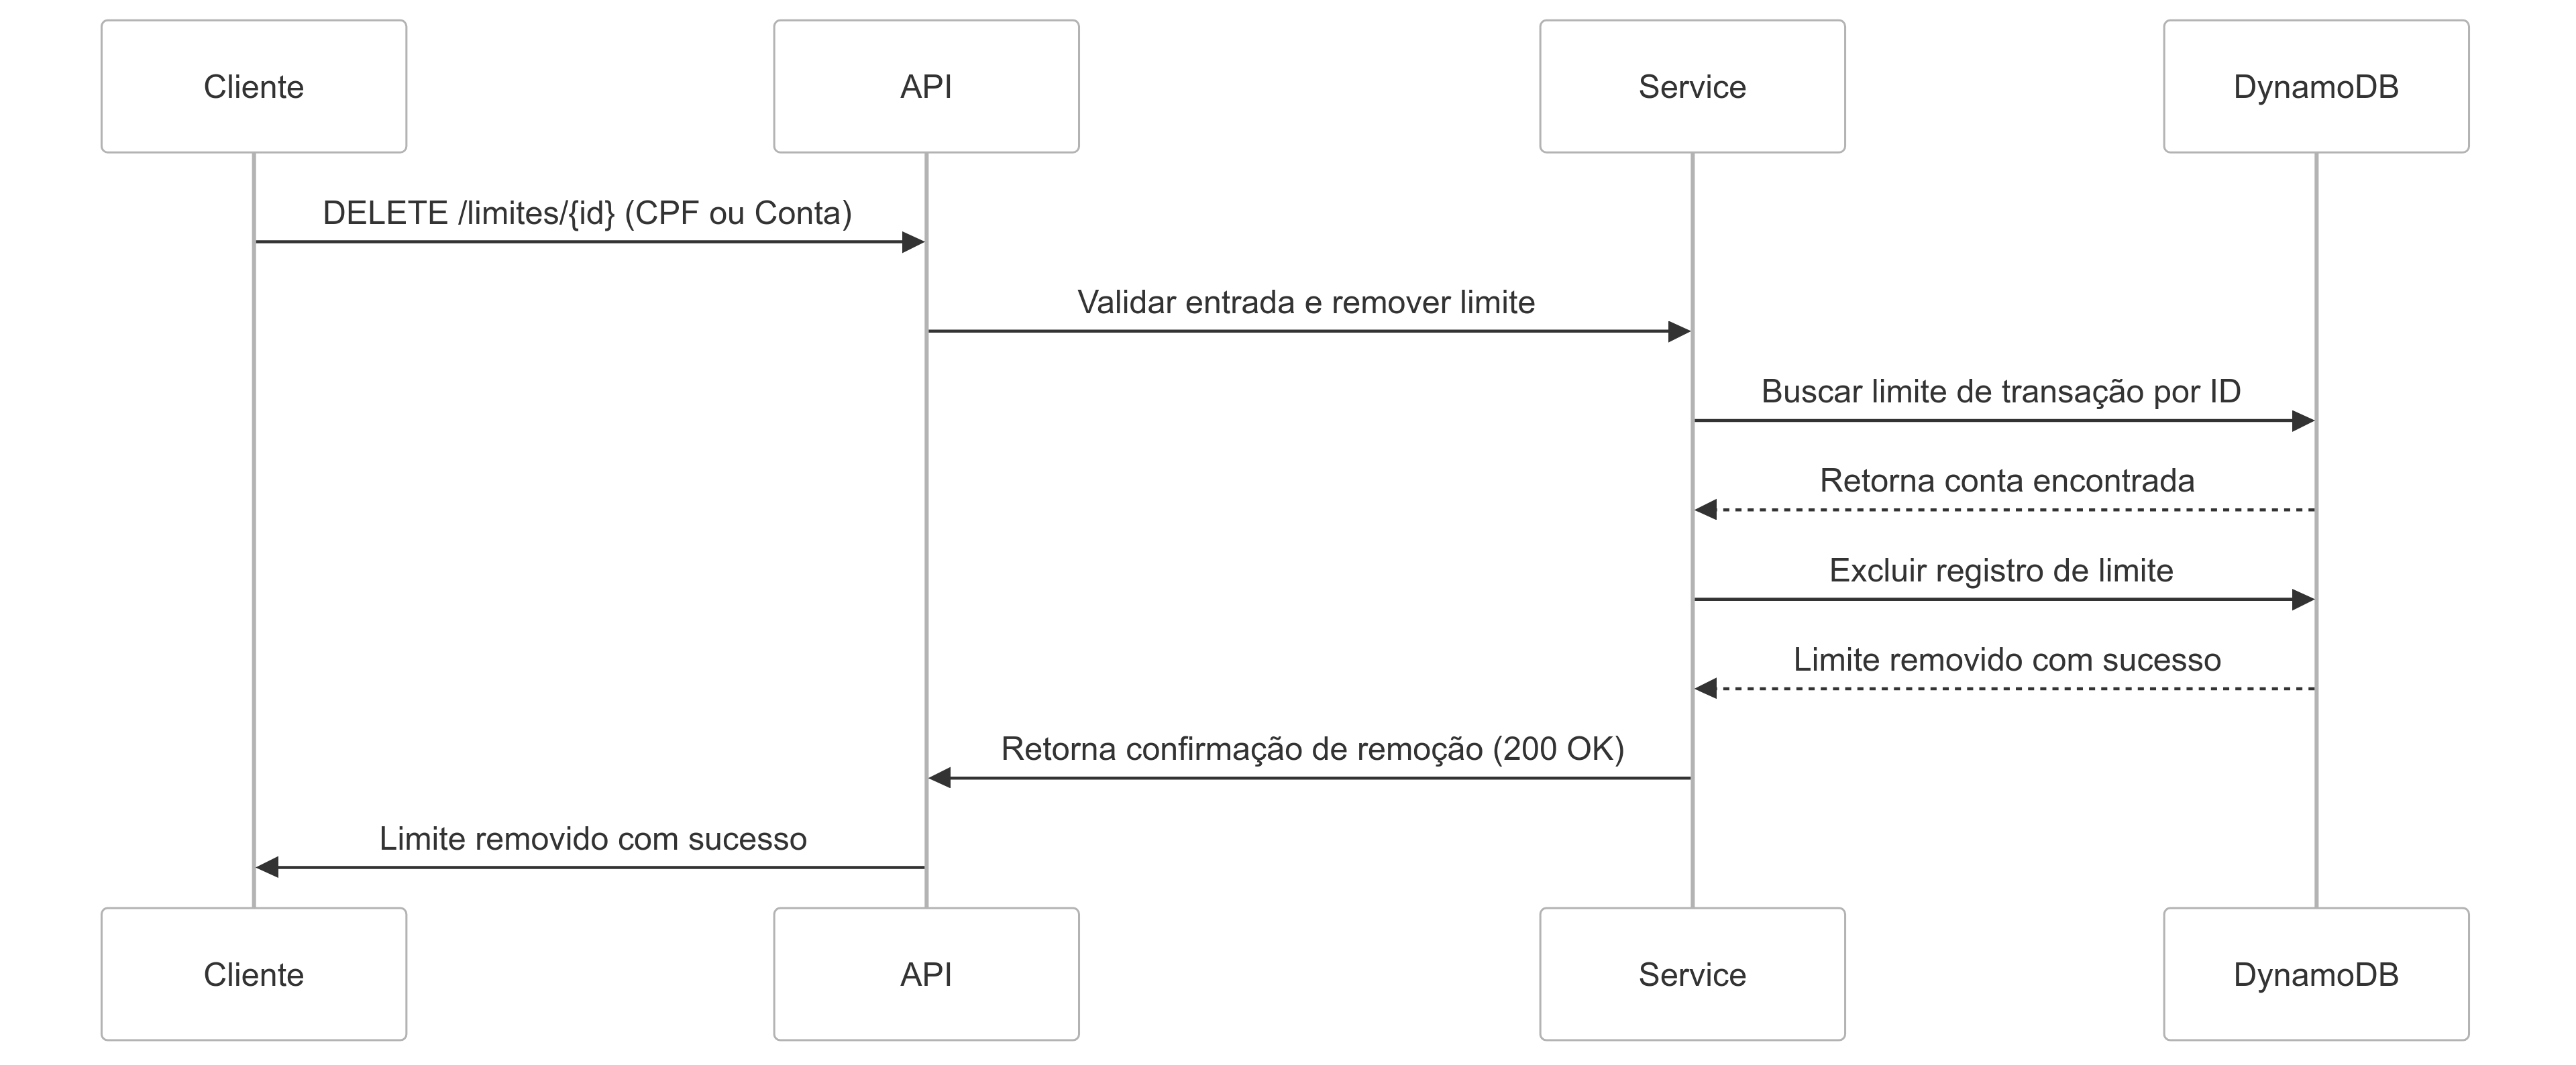 Cliente
API
Service
DynamoDB
DELETE /limites/{id} (CPF ou Conta)
Validar entrada e remover limite
Buscar limite de transação por ID
Retorna conta encontrada
Excluir registro de limite
Limite removido com sucesso
Retorna confirmação de remoção (200 OK)
Limite removido com sucesso
Cliente
API
Service
DynamoDB